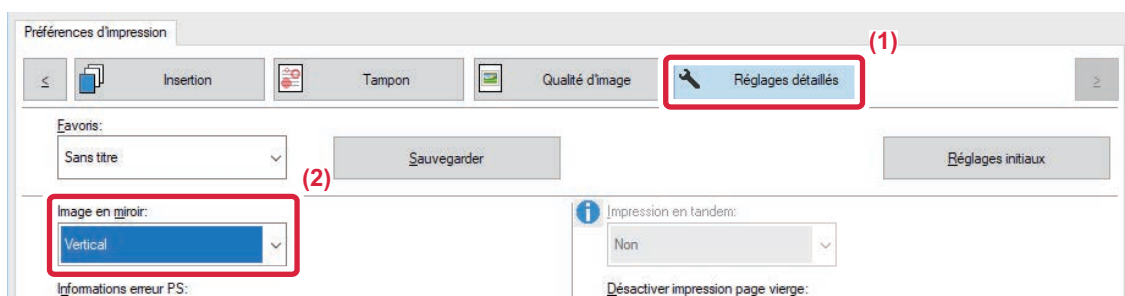 Préférences d'impression
(1)
< Insertion Tampon Qualité d'image Réglages détaillés >
Favoris:
Sans titre Sauvegarder Réglages initiaux
(2)
Image en miroir: Impression en tandem:
Vertical Non
Informations erreur PS: Désactiver impression page vierge: